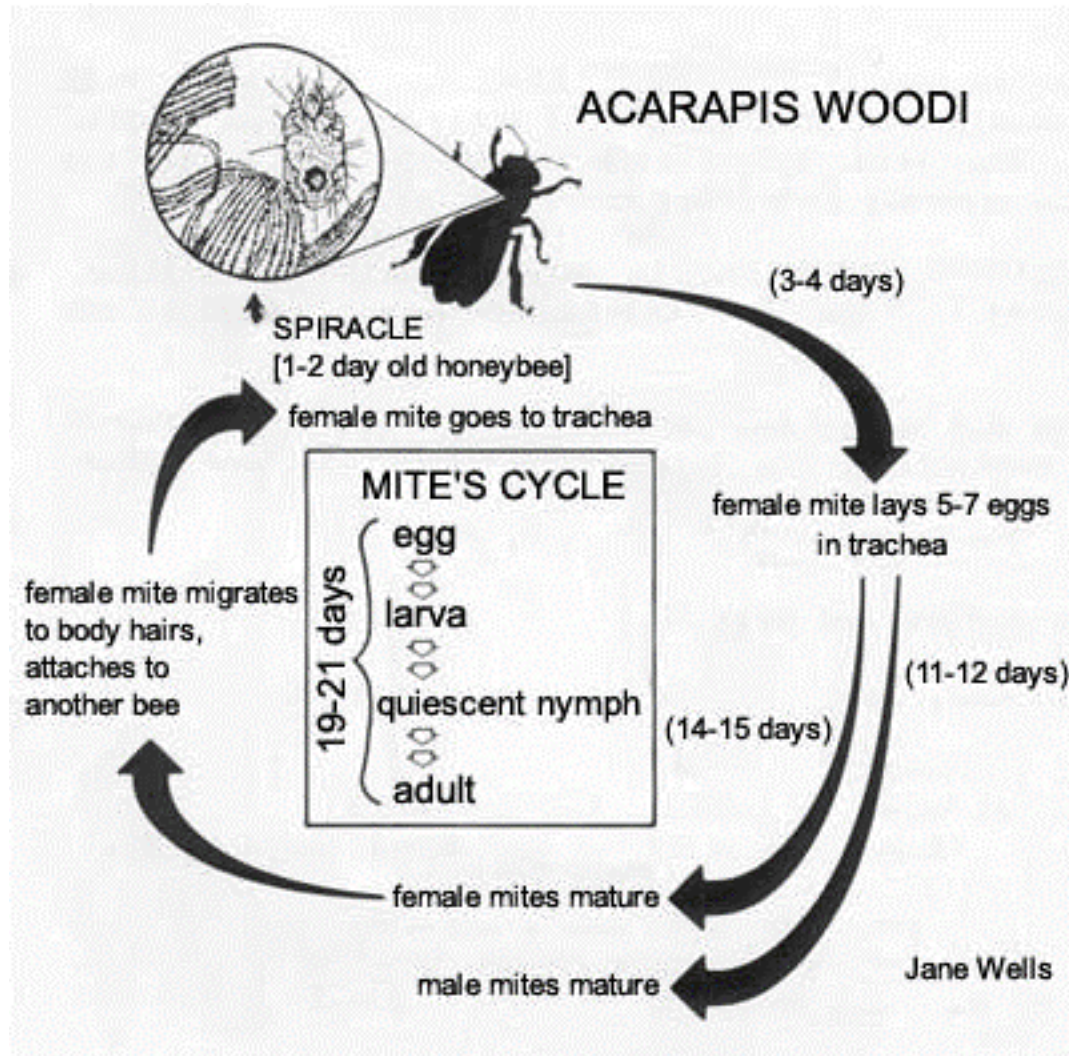 ACARAPIS WOODI
(3-4 days)
SPIRACLE
[1-2 day old honeybee]
female mite goes to trachea
MITE'S CYCLE
19-21 days
egg
larva
quiescent nymph
adult
female mite lays 5-7 eggs
in trachea
(11-12 days)
(14-15 days)
female mite migrates
to body hairs,
attaches to
another bee
female mites mature
male mites mature
Jane Wells